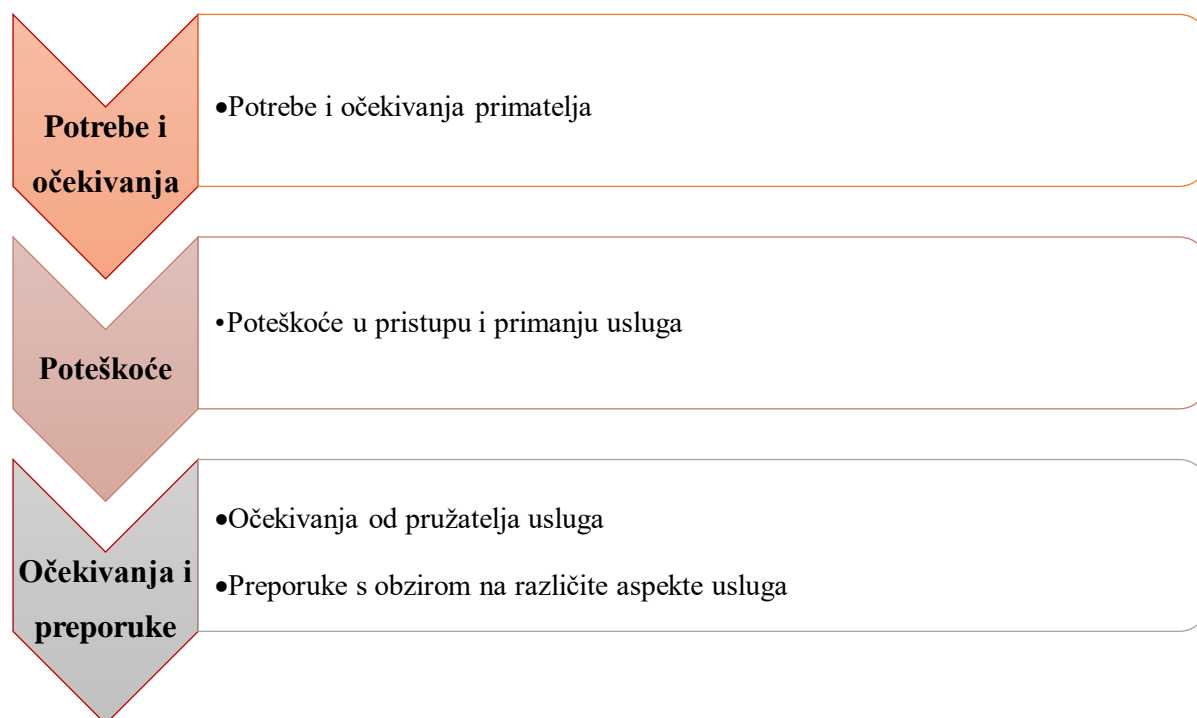 Potrebe i
očekivanja
•Potrebe i očekivanja primatelja
Poteškoće
•Poteškoće u pristupu i primanju usluga
Očekivanja i
preporuke
•Očekivanja od pružatelja usluga
•Preporuke s obzirom na različite aspekte usluga